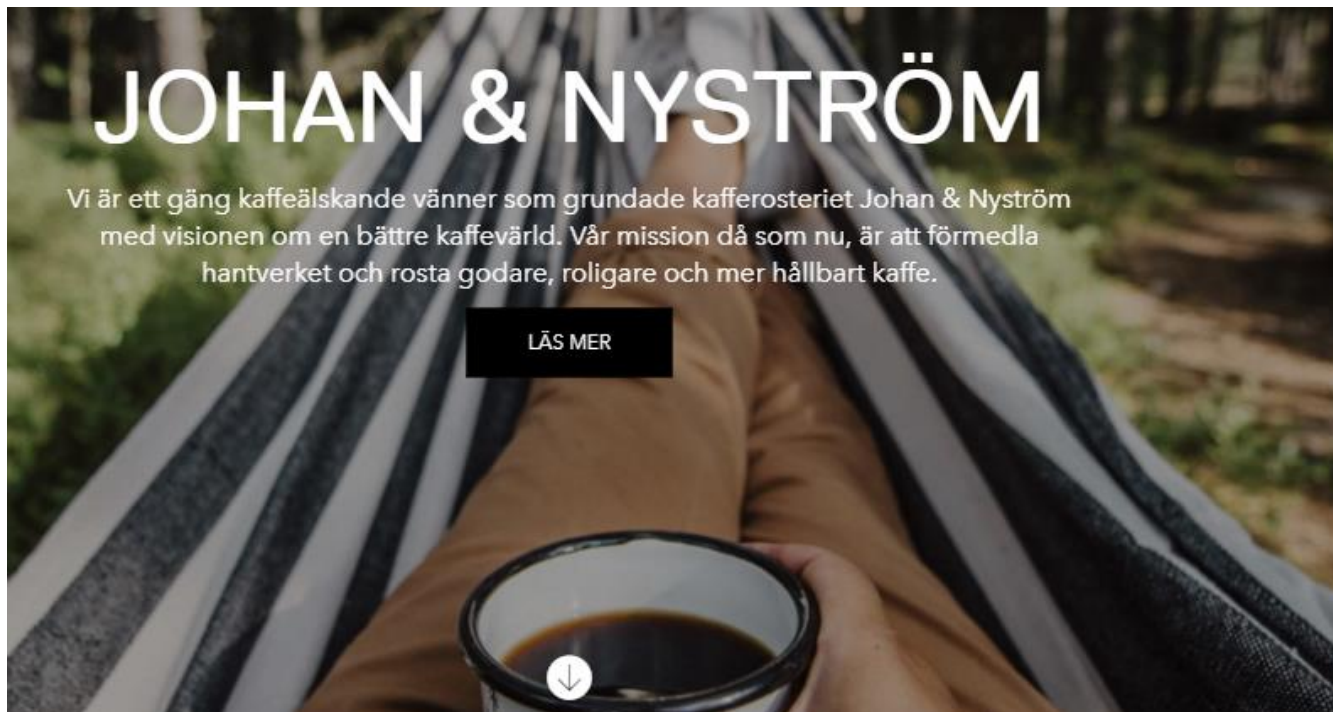 JOHAN & NYSTRÖM
Vi är ett gäng kaffeälskande vänner som grundade kafferosteriet Johan & Nyström
med visionen om en bättre kaffevärld. Vår mission då som nu, är att förmedla
hantverket och rosta godare, roligare och mer hållbart kaffe.
LÄS MER